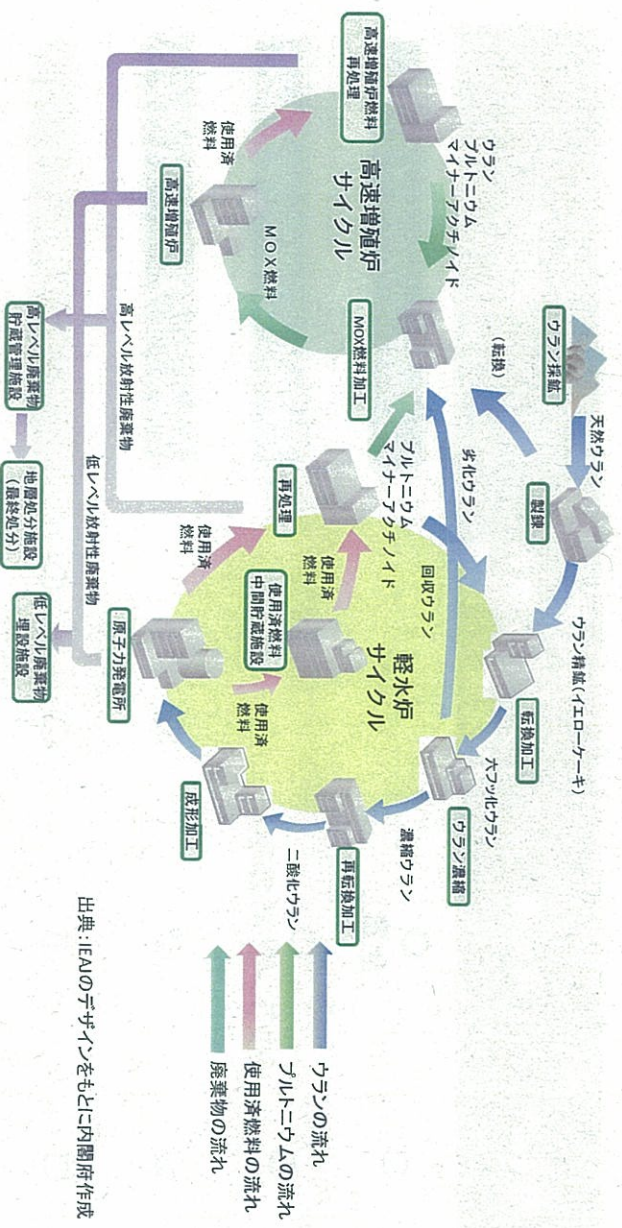 ウラン採鉱
天然ウラン
製錬
ウラン精鉱(イエローケーキ)
(転換)
転換加工
六フッ化ウラン
ウラン濃縮
濃縮ウラン
再転換加工
二酸化ウラン
成形加工
原子力発電所
使用済
燃料
使用済燃料
中間貯蔵施設
使用済
燃料
使用済
燃料
再処理
回収ウラン
劣化ウラン
プルトニウム
マイナーアクチノイド
軽水炉
サイクル
MOX燃料加工
MOX燃料
高速増殖炉
使用済
燃料
高速増殖炉燃料
再処理
ウラン
プルトニウム
マイナーアクチノイド
高速増殖炉
サイクル
高レベル放射性廃棄物
低レベル放射性廃棄物
高レベル廃棄物
貯蔵管理施設
地層処分施設
(最終処分)
低レベル廃棄物
埋設施設
ウランの流れ
プルトニウムの流れ
使用済燃料の流れ
廃棄物の流れ
出典:IEAJのデザインをもとに内閣府作成